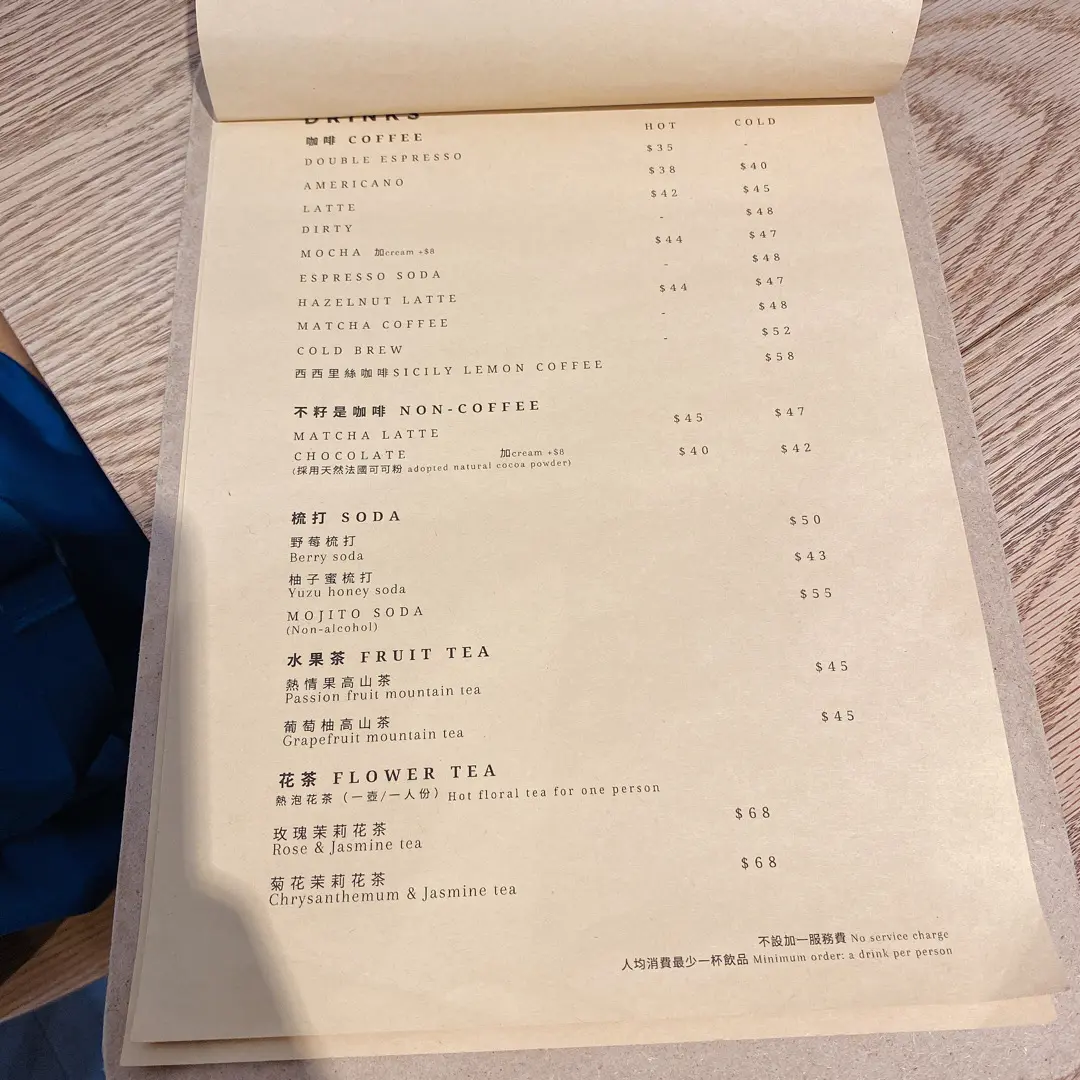 DRINKS
咖啡 COFFEE HOT COLD
DOUBLE ESPRESSO $35 -
AMERICANO $38 $40
LATTE $42 $45
DIRTY - $48
MOCHA 加cream +$8 $44 $47
ESPRESSO SODA - $48
HAZELNUT LATTE $44 $47
MATCHA COFFEE - $48
COLD BREW - $52
西西里絲咖啡SICILY LEMON COFFEE $58
不籽是咖啡 NON-COFFEE
MATCHA LATTE $45 $47
CHOCOLATE 加cream +$8 $40 $42
(採用天然法國可可粉 adopted natural cocoa powder)
梳打 SODA
野莓梳打 $50
Berry soda
柚子蜜梳打 $43
Yuzu honey soda
MOJITO SODA $55
(Non-alcohol)
水果茶 FRUIT TEA
熱情果高山茶 $45
Passion fruit mountain tea
葡萄柚高山茶 $45
Grapefruit mountain tea
花茶 FLOWER TEA
熱泡花茶（一壺/一人份）Hot floral tea for one person
玫瑰茉莉花茶 $68
Rose & Jasmine tea
菊花茉莉花茶 $68
Chrysanthemum & Jasmine tea
不設加一服務費 No service charge
人均消費最少一杯飲品 Minimum order: a drink per person